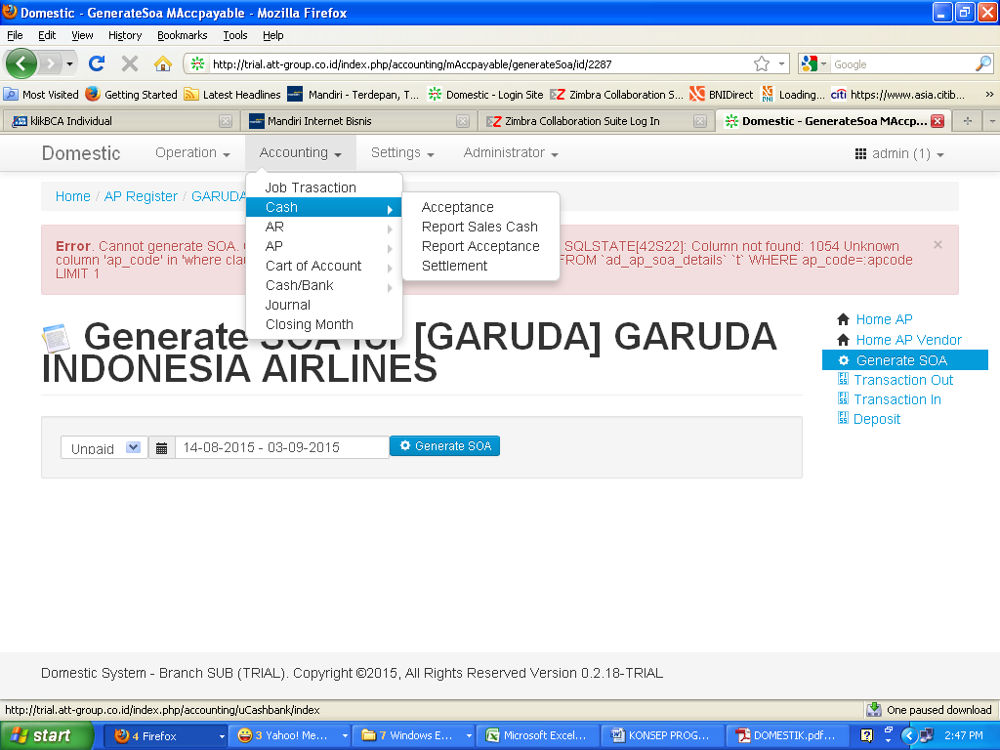 Domestic - GenerateSoa MAccpayable - Mozilla Firefox
File Edit View History Bookmarks Tools Help
http://trial.att-group.co.id/index.php/accounting/mAccpayable/generateSoa/id/2287 Google
Most Visited Getting Started Latest Headlines Mandiri - Terdepan, T... Domestic - Login Site Zimbra Collaboration S... BNIDirect Loading... citi https://www.asia.citib... »
klikBCA Individual Mandiri Internet Bisnis Zimbra Collaboration Suite Log In Domestic - GenerateSoa MAccp...
Domestic Operation Accounting Settings Administrator admin (1)
Home / AP Register / GARUDA
Job Trasaction
Cash
AR
AP
Cart of Account
Cash/Bank
Journal
Closing Month
Acceptance
Report Sales Cash
Report Acceptance
Settlement
Error. Cannot generate SOA. SQLSTATE[42S22]: Column not found: 1054 Unknown
column 'ap_code' in 'where cla FROM `ad_ap_soa_details` `t` WHERE ap_code=:apcode
LIMIT 1
×
Generate SOA for [GARUDA] GARUDA
INDONESIA AIRLINES
Home AP
Home AP Vendor
Generate SOA
Transaction Out
Transaction In
Deposit
Unpaid 14-08-2015 - 03-09-2015 Generate SOA
Domestic System - Branch SUB (TRIAL). Copyright ©2015, All Rights Reserved Version 0.2.18-TRIAL
http://trial.att-group.co.id/index.php/accounting/uCashbank/index One paused download
start 4 Firefox 3 Yahoo! Me... 7 Windows E... Microsoft Excel... KONSEP PROG... DOMESTIK.pdf... 2:47 PM